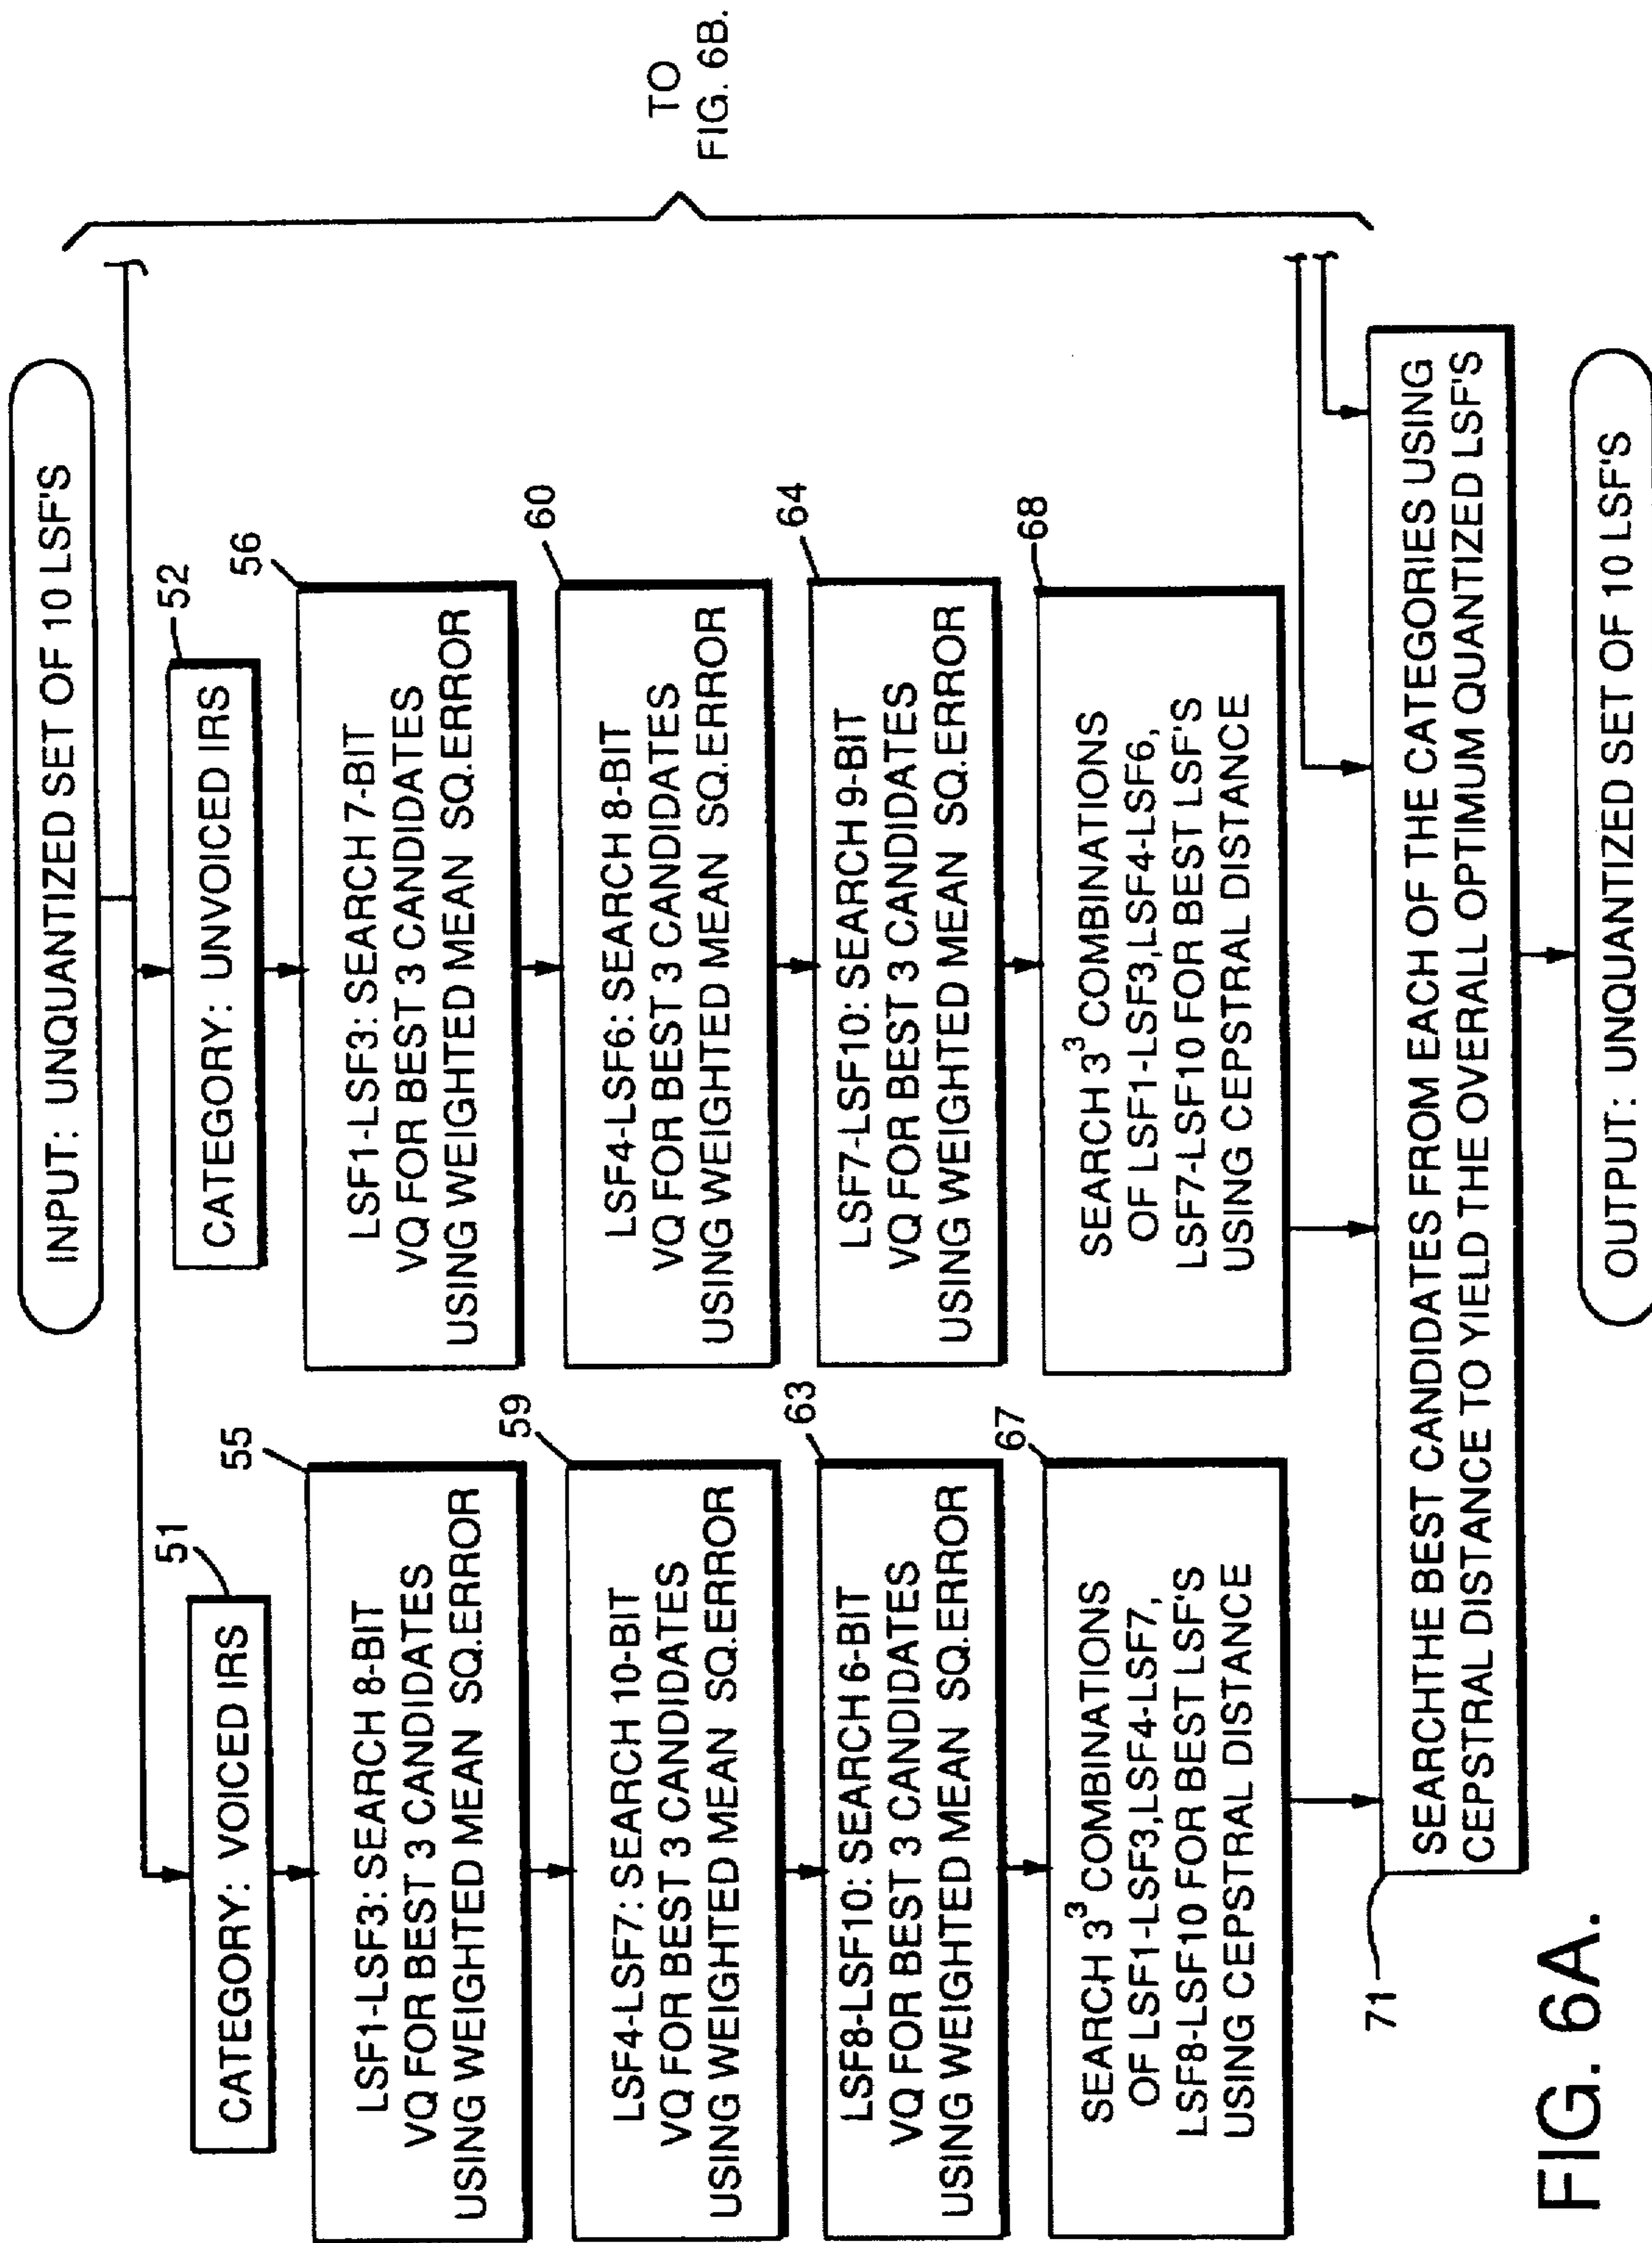 INPUT: UNQUANTIZED SET OF 10 LSF'S
TO
FIG. 6B.
51
CATEGORY: VOICED IRS
55
LSF1-LSF3: SEARCH 8-BIT
VQ FOR BEST 3 CANDIDATES
USING WEIGHTED MEAN SQ.ERROR
59
LSF4-LSF7: SEARCH 10-BIT
VQ FOR BEST 3 CANDIDATES
USING WEIGHTED MEAN SQ.ERROR
63
LSF8-LSF10: SEARCH 6-BIT
VQ FOR BEST 3 CANDIDATES
USING WEIGHTED MEAN SQ.ERROR
67
SEARCH 3³ COMBINATIONS
OF LSF1-LSF3,LSF4-LSF7,
LSF8-LSF10 FOR BEST LSF'S
USING CEPSTRAL DISTANCE
52
CATEGORY: UNVOICED IRS
56
LSF1-LSF3: SEARCH 7-BIT
VQ FOR BEST 3 CANDIDATES
USING WEIGHTED MEAN SQ.ERROR
60
LSF4-LSF6: SEARCH 8-BIT
VQ FOR BEST 3 CANDIDATES
USING WEIGHTED MEAN SQ.ERROR
64
LSF7-LSF10: SEARCH 9-BIT
VQ FOR BEST 3 CANDIDATES
USING WEIGHTED MEAN SQ.ERROR
68
SEARCH 3³ COMBINATIONS
OF LSF1-LSF3,LSF4-LSF6,
LSF7-LSF10 FOR BEST LSF'S
USING CEPSTRAL DISTANCE
71
SEARCHTHE BEST CANDIDATES FROM EACH OF THE CATEGORIES USING
CEPSTRAL DISTANCE TO YIELD THE OVERALL OPTIMUM QUANTIZED LSF'S
OUTPUT: UNQUANTIZED SET OF 10 LSF'S
FIG. 6A.